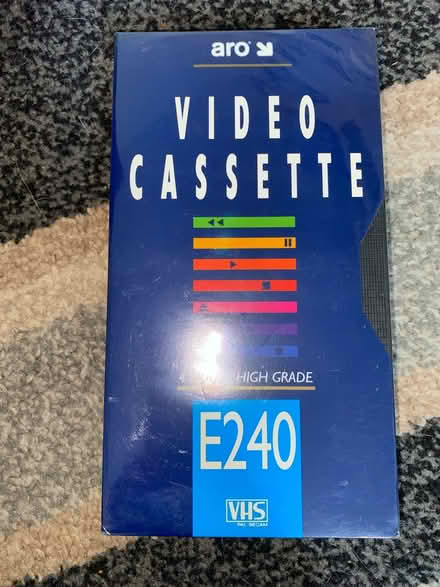 aro
VIDEO
CASSETTE
HIGH GRADE
E240
VHS
PAL/SECAM